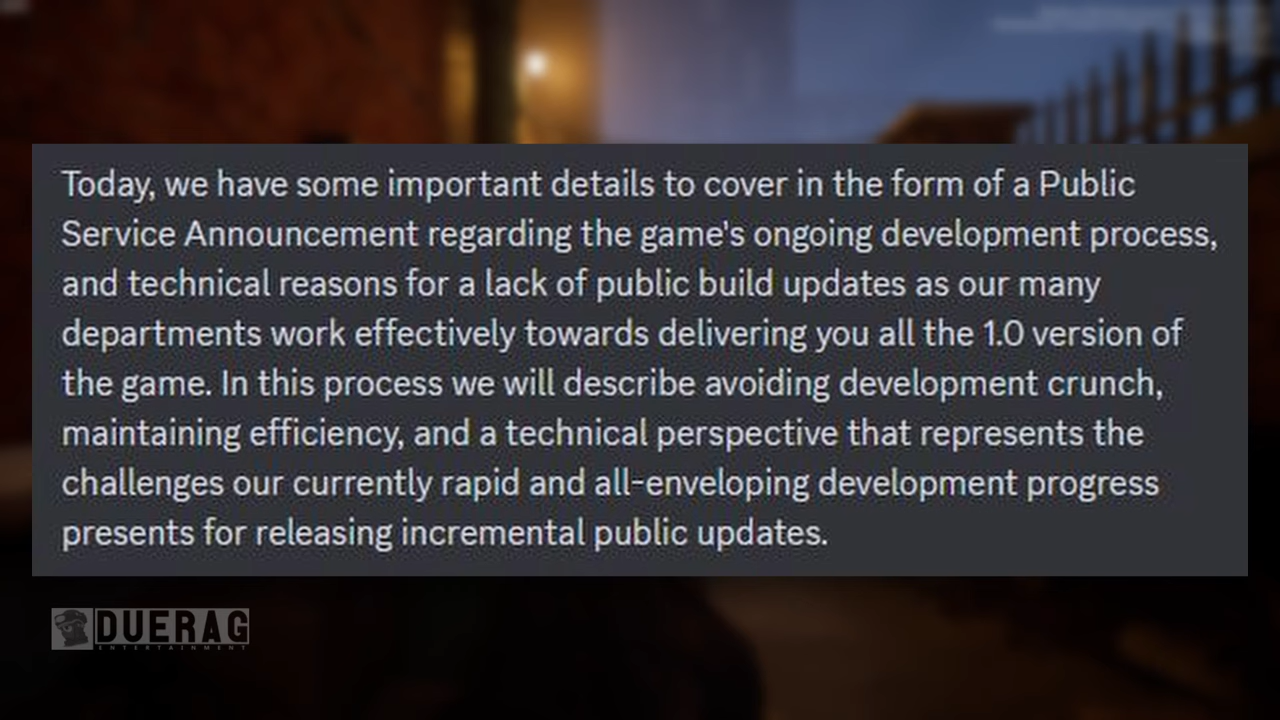 Today, we have some important details to cover in the form of a Public
Service Announcement regarding the game's ongoing development process,
and technical reasons for a lack of public build updates as our many
departments work effectively towards delivering you all the 1.0 version of
the game. In this process we will describe avoiding development crunch,
maintaining efficiency, and a technical perspective that represents the
challenges our currently rapid and all-enveloping development progress
presents for releasing incremental public updates.
DUERAG
ENTERTAINMENT